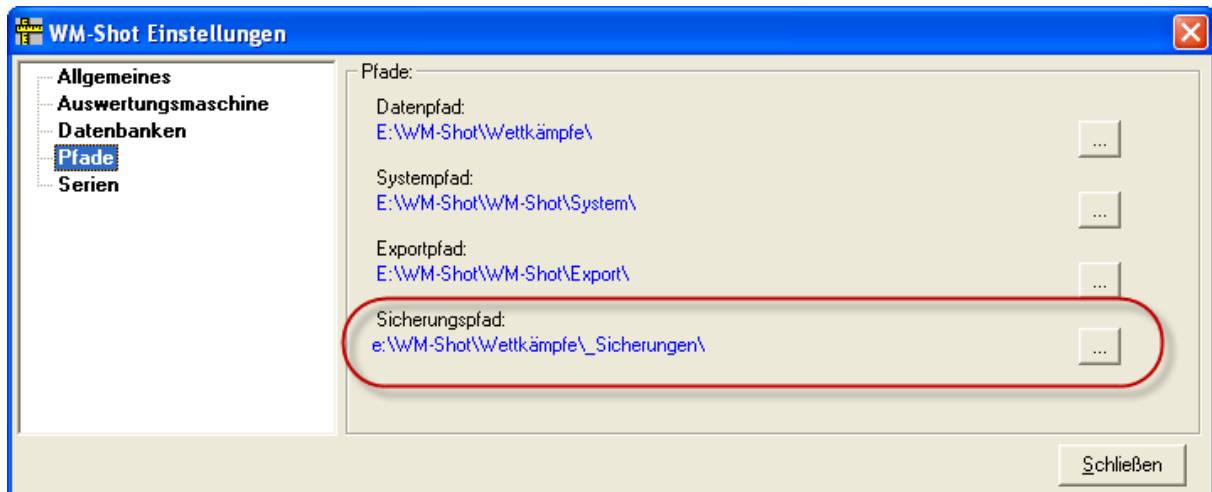 WM-Shot Einstellungen
Allgemeines
Auswertungsmaschine
Datenbanken
Pfade
Serien
Pfade:
Datenpfad:
E:\WM-Shot\Wettkämpfe\
...
Systempfad:
E:\WM-Shot\WM-Shot\System\
...
Exportpfad:
E:\WM-Shot\WM-Shot\Export\
...
Sicherungspfad:
e:\WM-Shot\Wettkämpfe\_Sicherungen\
...
Schließen